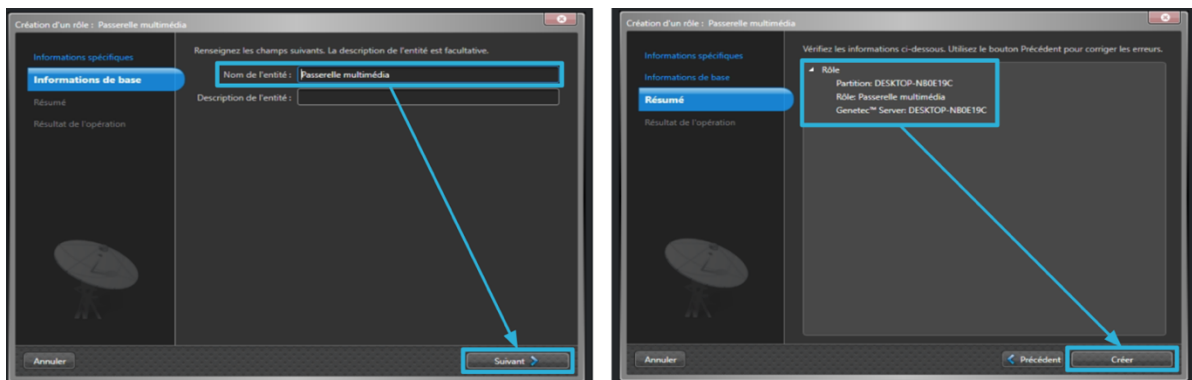 Création d'un rôle : Passerelle multimédia
Informations spécifiques
Informations de base
Résumé
Résultat de l'opération
Renseignez les champs suivants. La description de l'entité est facultative.
Nom de l'entité : Passerelle multimédia
Description de l'entité :
Annuler
Suivant
Création d'un rôle : Passerelle multimédia
Informations spécifiques
Informations de base
Résumé
Résultat de l'opération
Vérifiez les informations ci-dessous. Utilisez le bouton Précédent pour corriger les erreurs.
Rôle
Partition: DESKTOP-NB0E19C
Rôle: Passerelle multimédia
Genetec™ Server: DESKTOP-NB0E19C
Annuler
Précédent
Créer